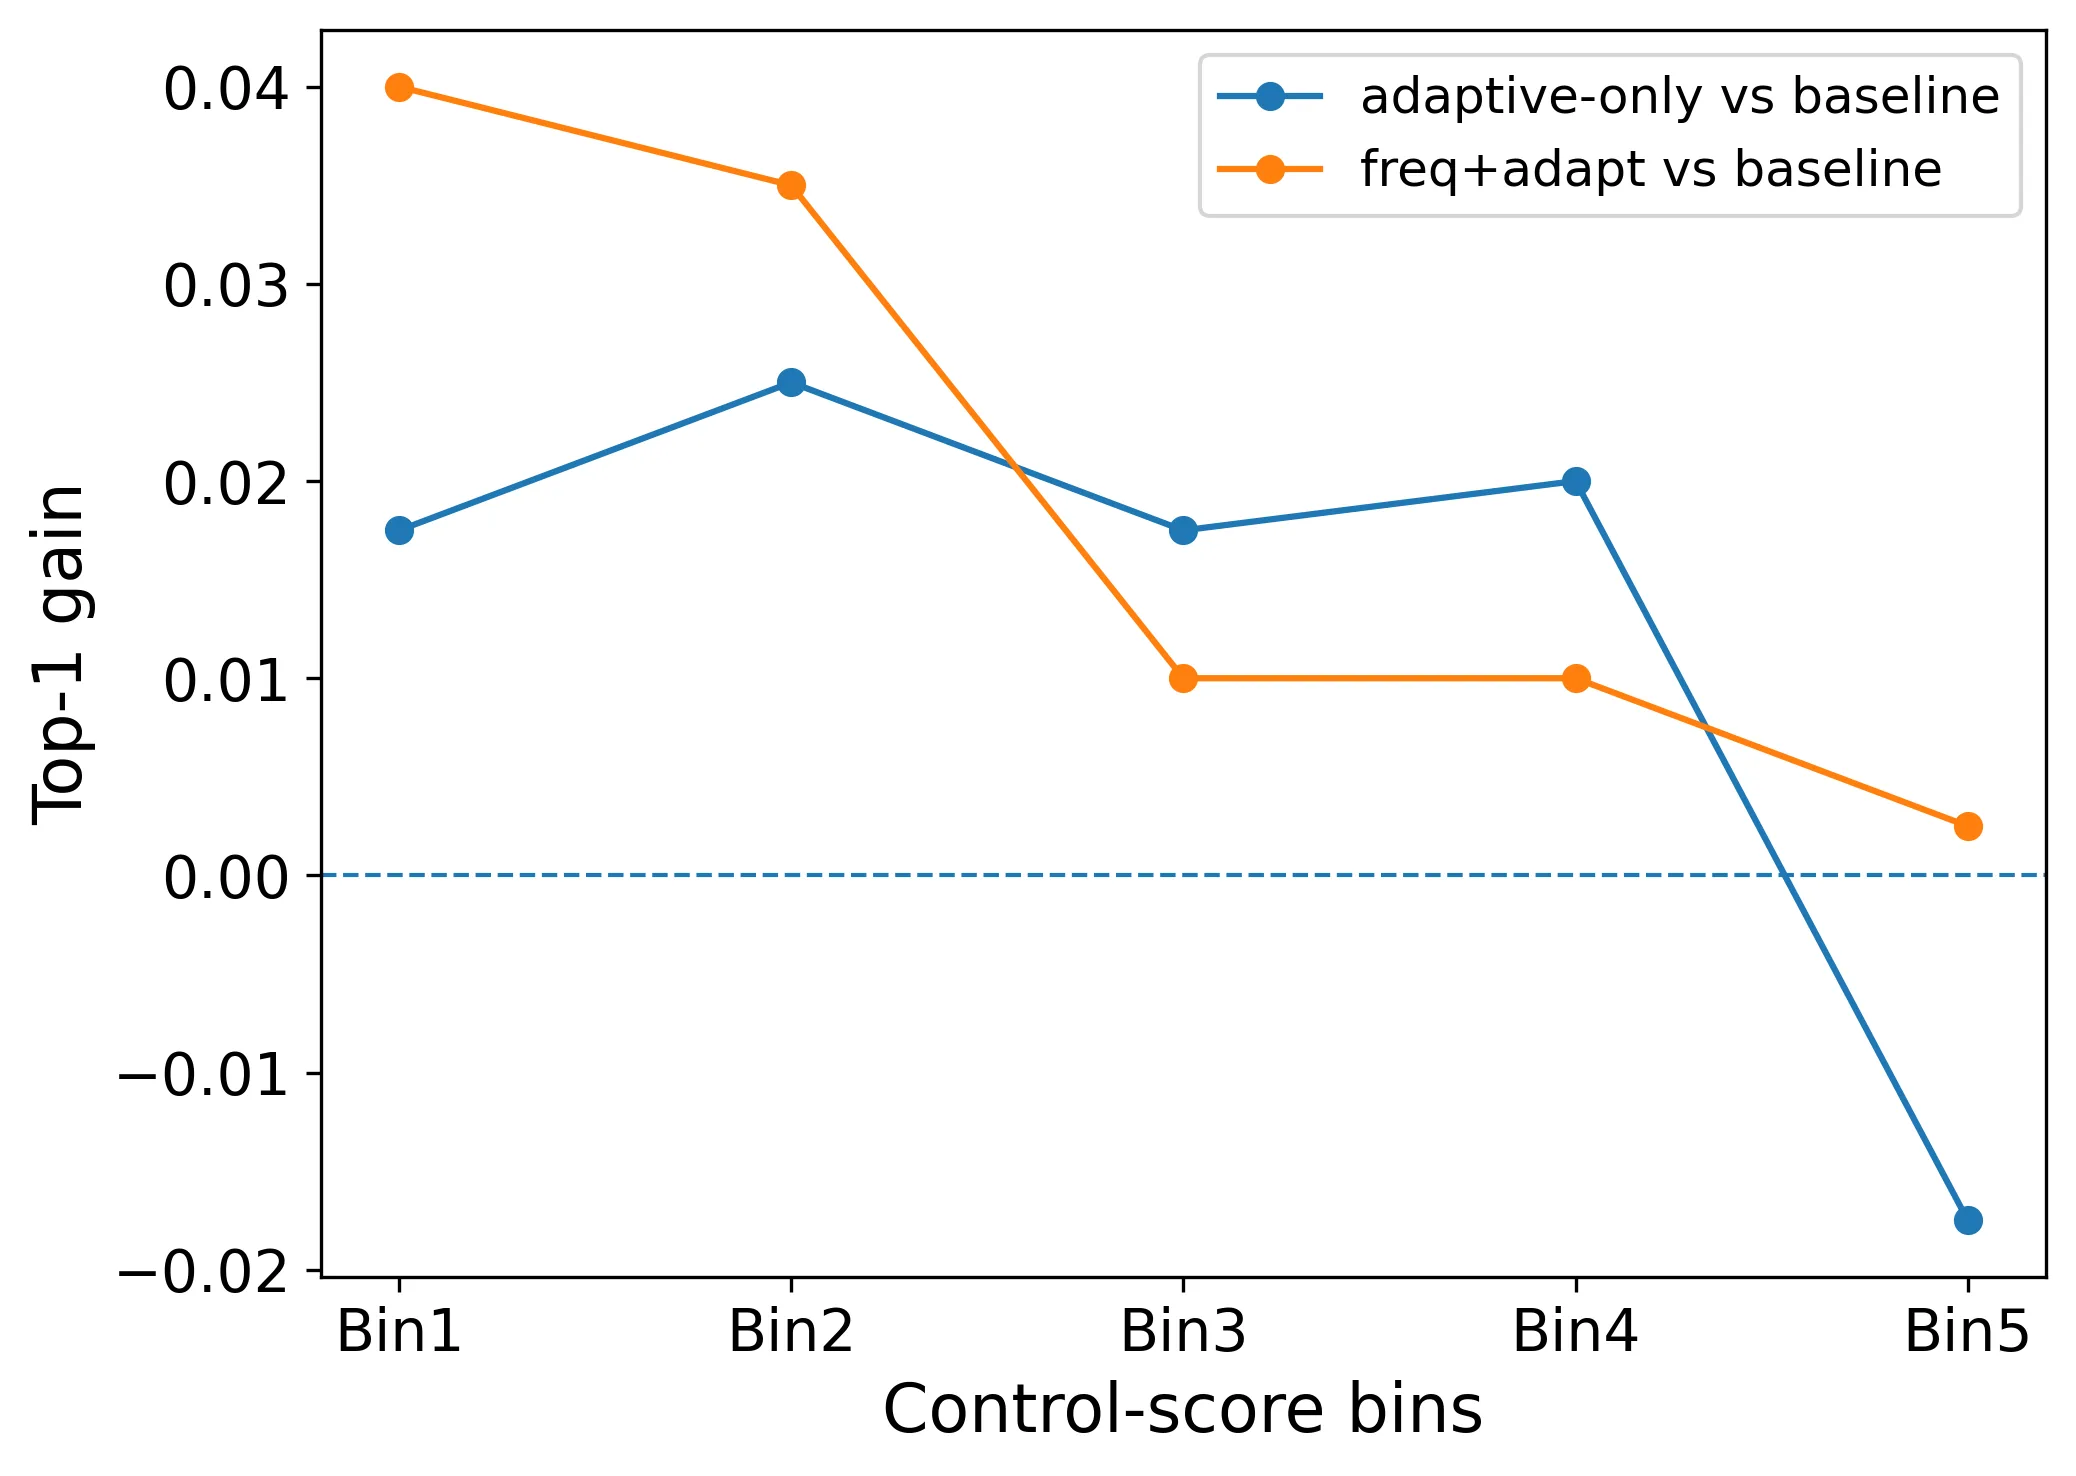 adaptive-only vs baseline
freq+adapt vs baseline
Top-1 gain
0.04
0.03
0.02
0.01
0.00
−0.01
−0.02
Bin1 Bin2 Bin3 Bin4 Bin5
Control-score bins